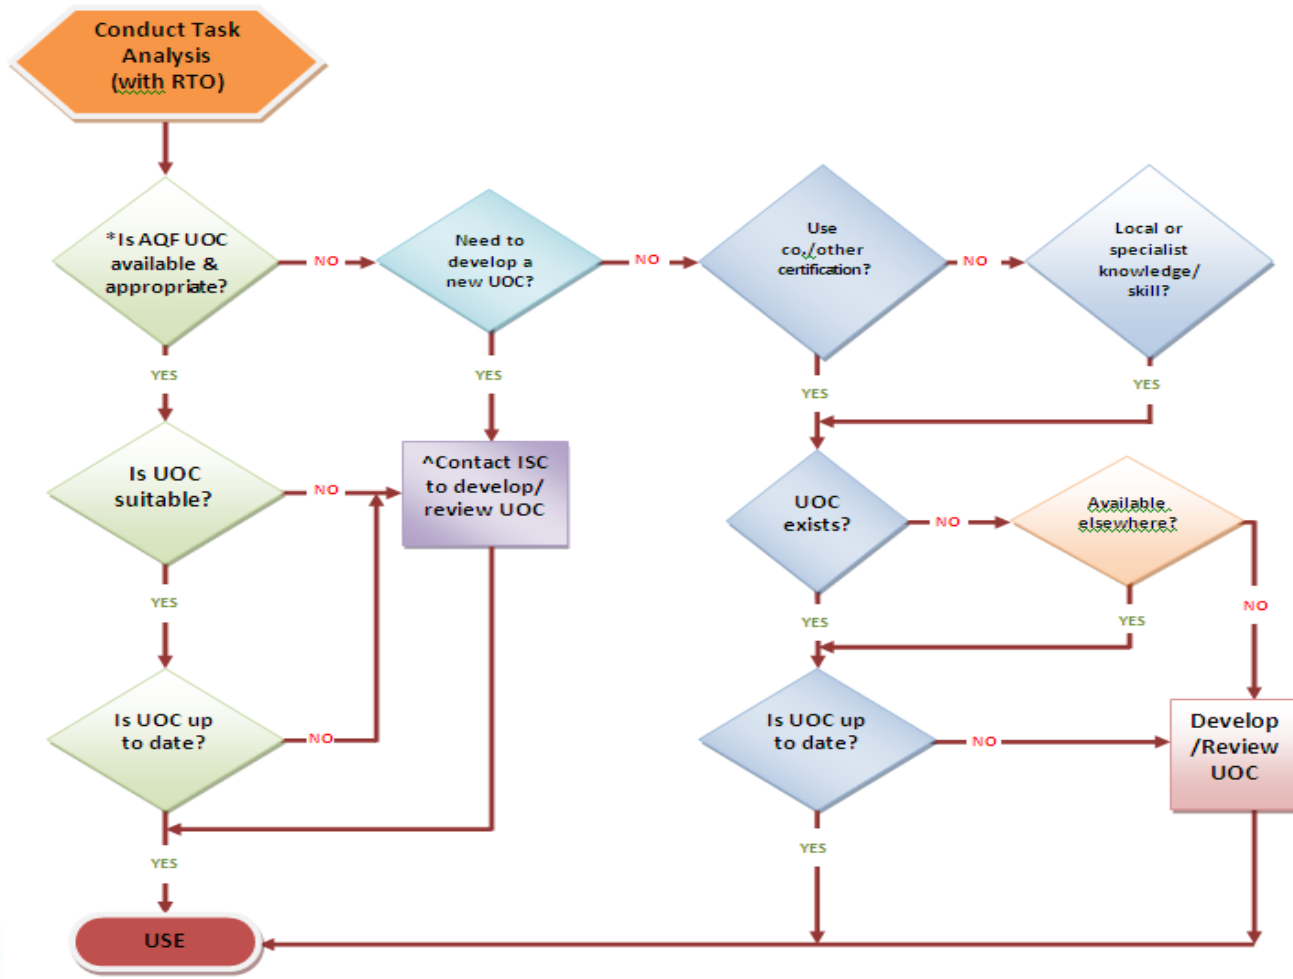 Conduct Task
Analysis
(with RTO)
*Is AQF UOC
available &
appropriate?
NO
Need to
develop a
new UOC?
NO
Use
co./other
certification?
NO
Local or
specialist
knowledge/
skill?
YES
YES
YES
YES
Is UOC
suitable?
NO
^Contact ISC
to develop/
review UOC
UOC
exists?
NO
Available
elsewhere?
NO
YES
YES
YES
Is UOC up
to date?
NO
Is UOC up
to date?
NO
Develop
/Review
UOC
YES
YES
USE